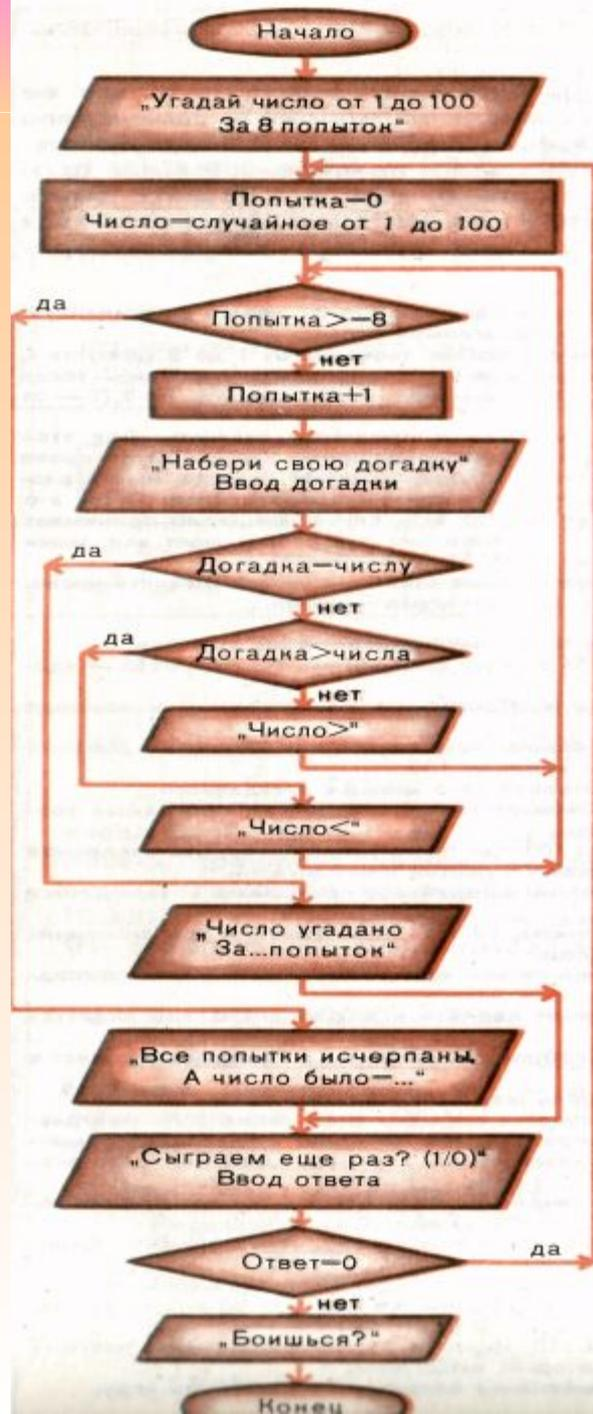 Начало
„Угадай число от 1 до 100
За 8 попыток“
Попытка=0
Число=случайное от 1 до 100
да
Попытка>=8
нет
Попытка+1
„Набери свою догадку“
Ввод догадки
да
Догадка=числу
нет
да
Догадка>числа
нет
„Число>“
„Число<“
„Число угадано
За...попыток“
„Все попытки исчерпаны.
А число было=...“
„Сыграем еще раз? (1/0)“
Ввод ответа
Ответ=0
да
нет
„Боишься?“
Конец